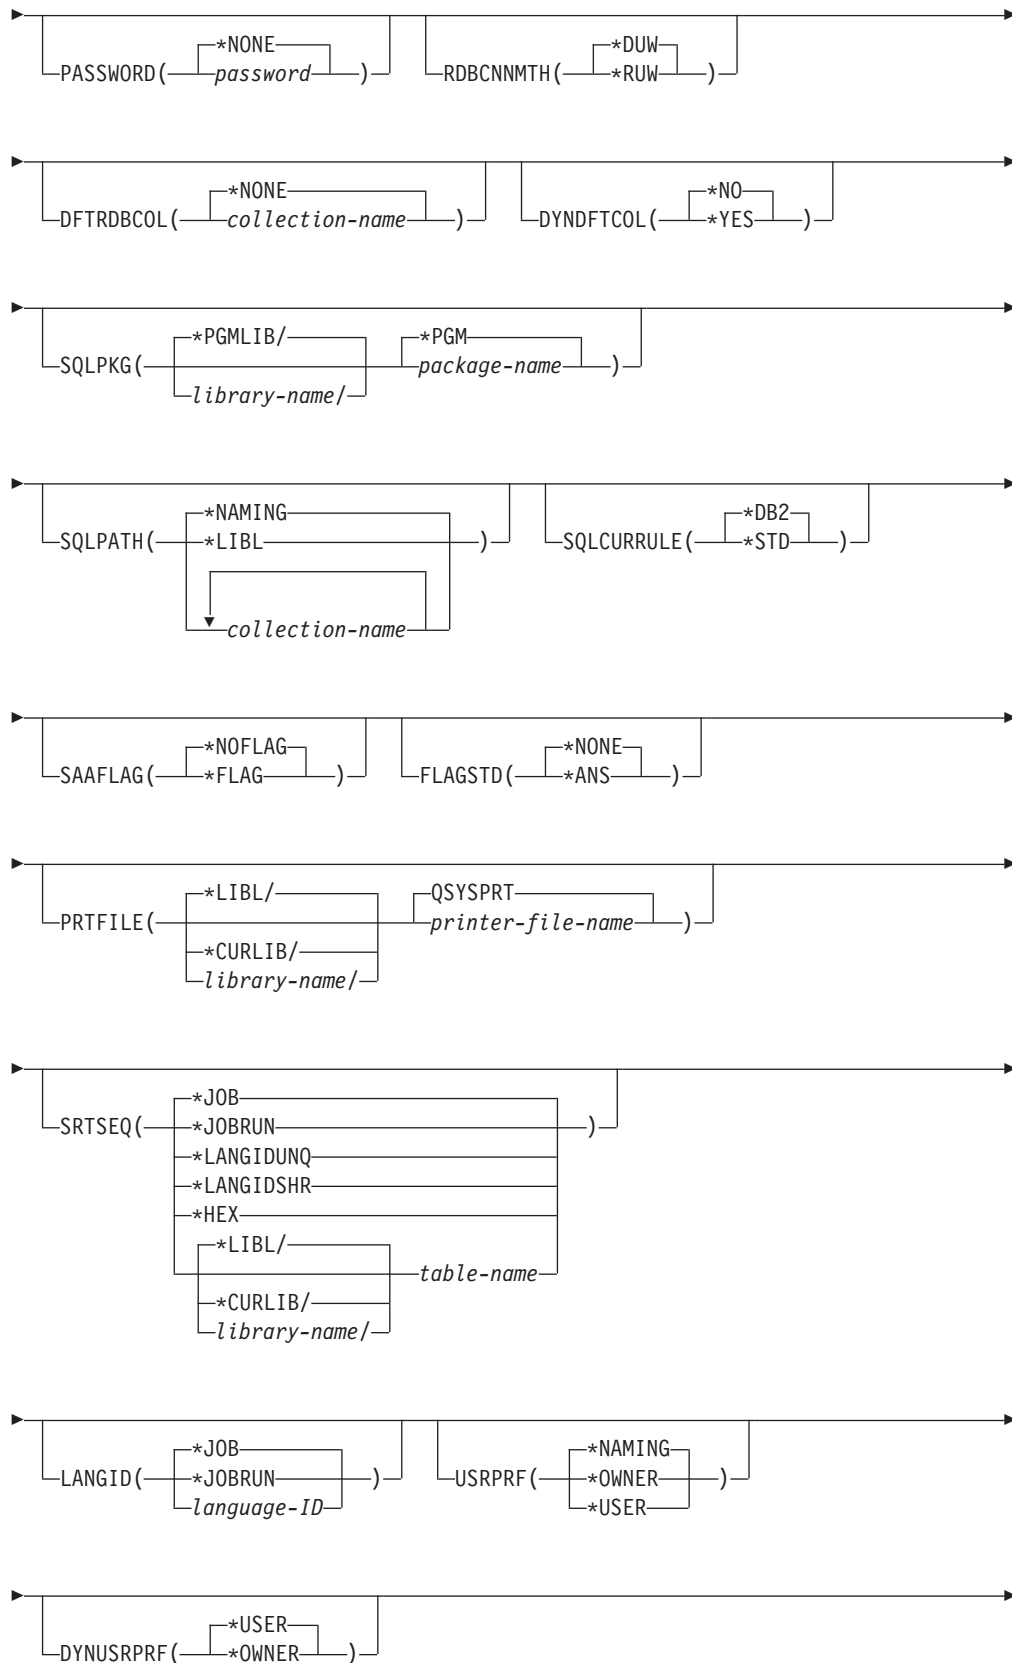 *NONE *DUW
PASSWORD( password ) RDBCNNMTH( *RUW )
*NONE *NO
DFTRDBCOL( collection-name ) DYNDFTCOL( *YES )
*PGMLIB/ *PGM
SQLPKG( package-name )
library-name/
*NAMING *DB2
SQLPATH( *LIBL ) SQLCURRULE( *STD )
collection-name
*NOFLAG *NONE
SAAFLAG( *FLAG ) FLAGSTD( *ANS )
*LIBL/ QSYSPRT
PRTFILE( printer-file-name )
*CURLIB/
library-name/
*JOB
SRTSEQ( *JOBRUN )
*LANGIDUNQ
*LANGIDSHR
*HEX
*LIBL/
table-name
*CURLIB/
library-name/
*JOB *NAMING
LANGID( *JOBRUN ) USRPRF( *OWNER )
language-ID *USER
*USER
DYNUSRPRF( *OWNER )